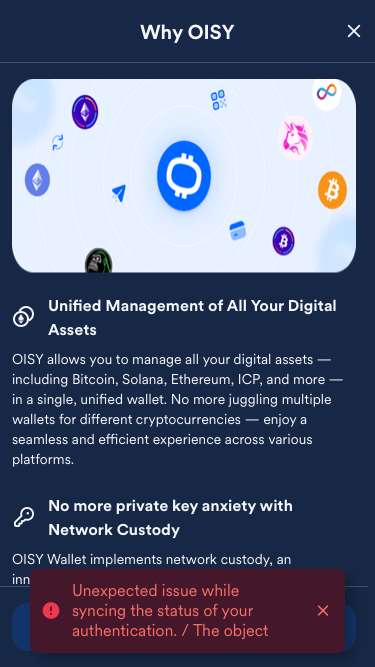 Why OISY
Unified Management of All Your Digital
Assets
OISY allows you to manage all your digital assets —
including Bitcoin, Solana, Ethereum, ICP, and more —
in a single, unified wallet. No more juggling multiple
wallets for different cryptocurrencies — enjoy a
seamless and efficient experience across various
platforms.
No more private key anxiety with
Network Custody
OISY Wallet implements network custody, an
Unexpected issue while
syncing the status of your
authentication. / The object